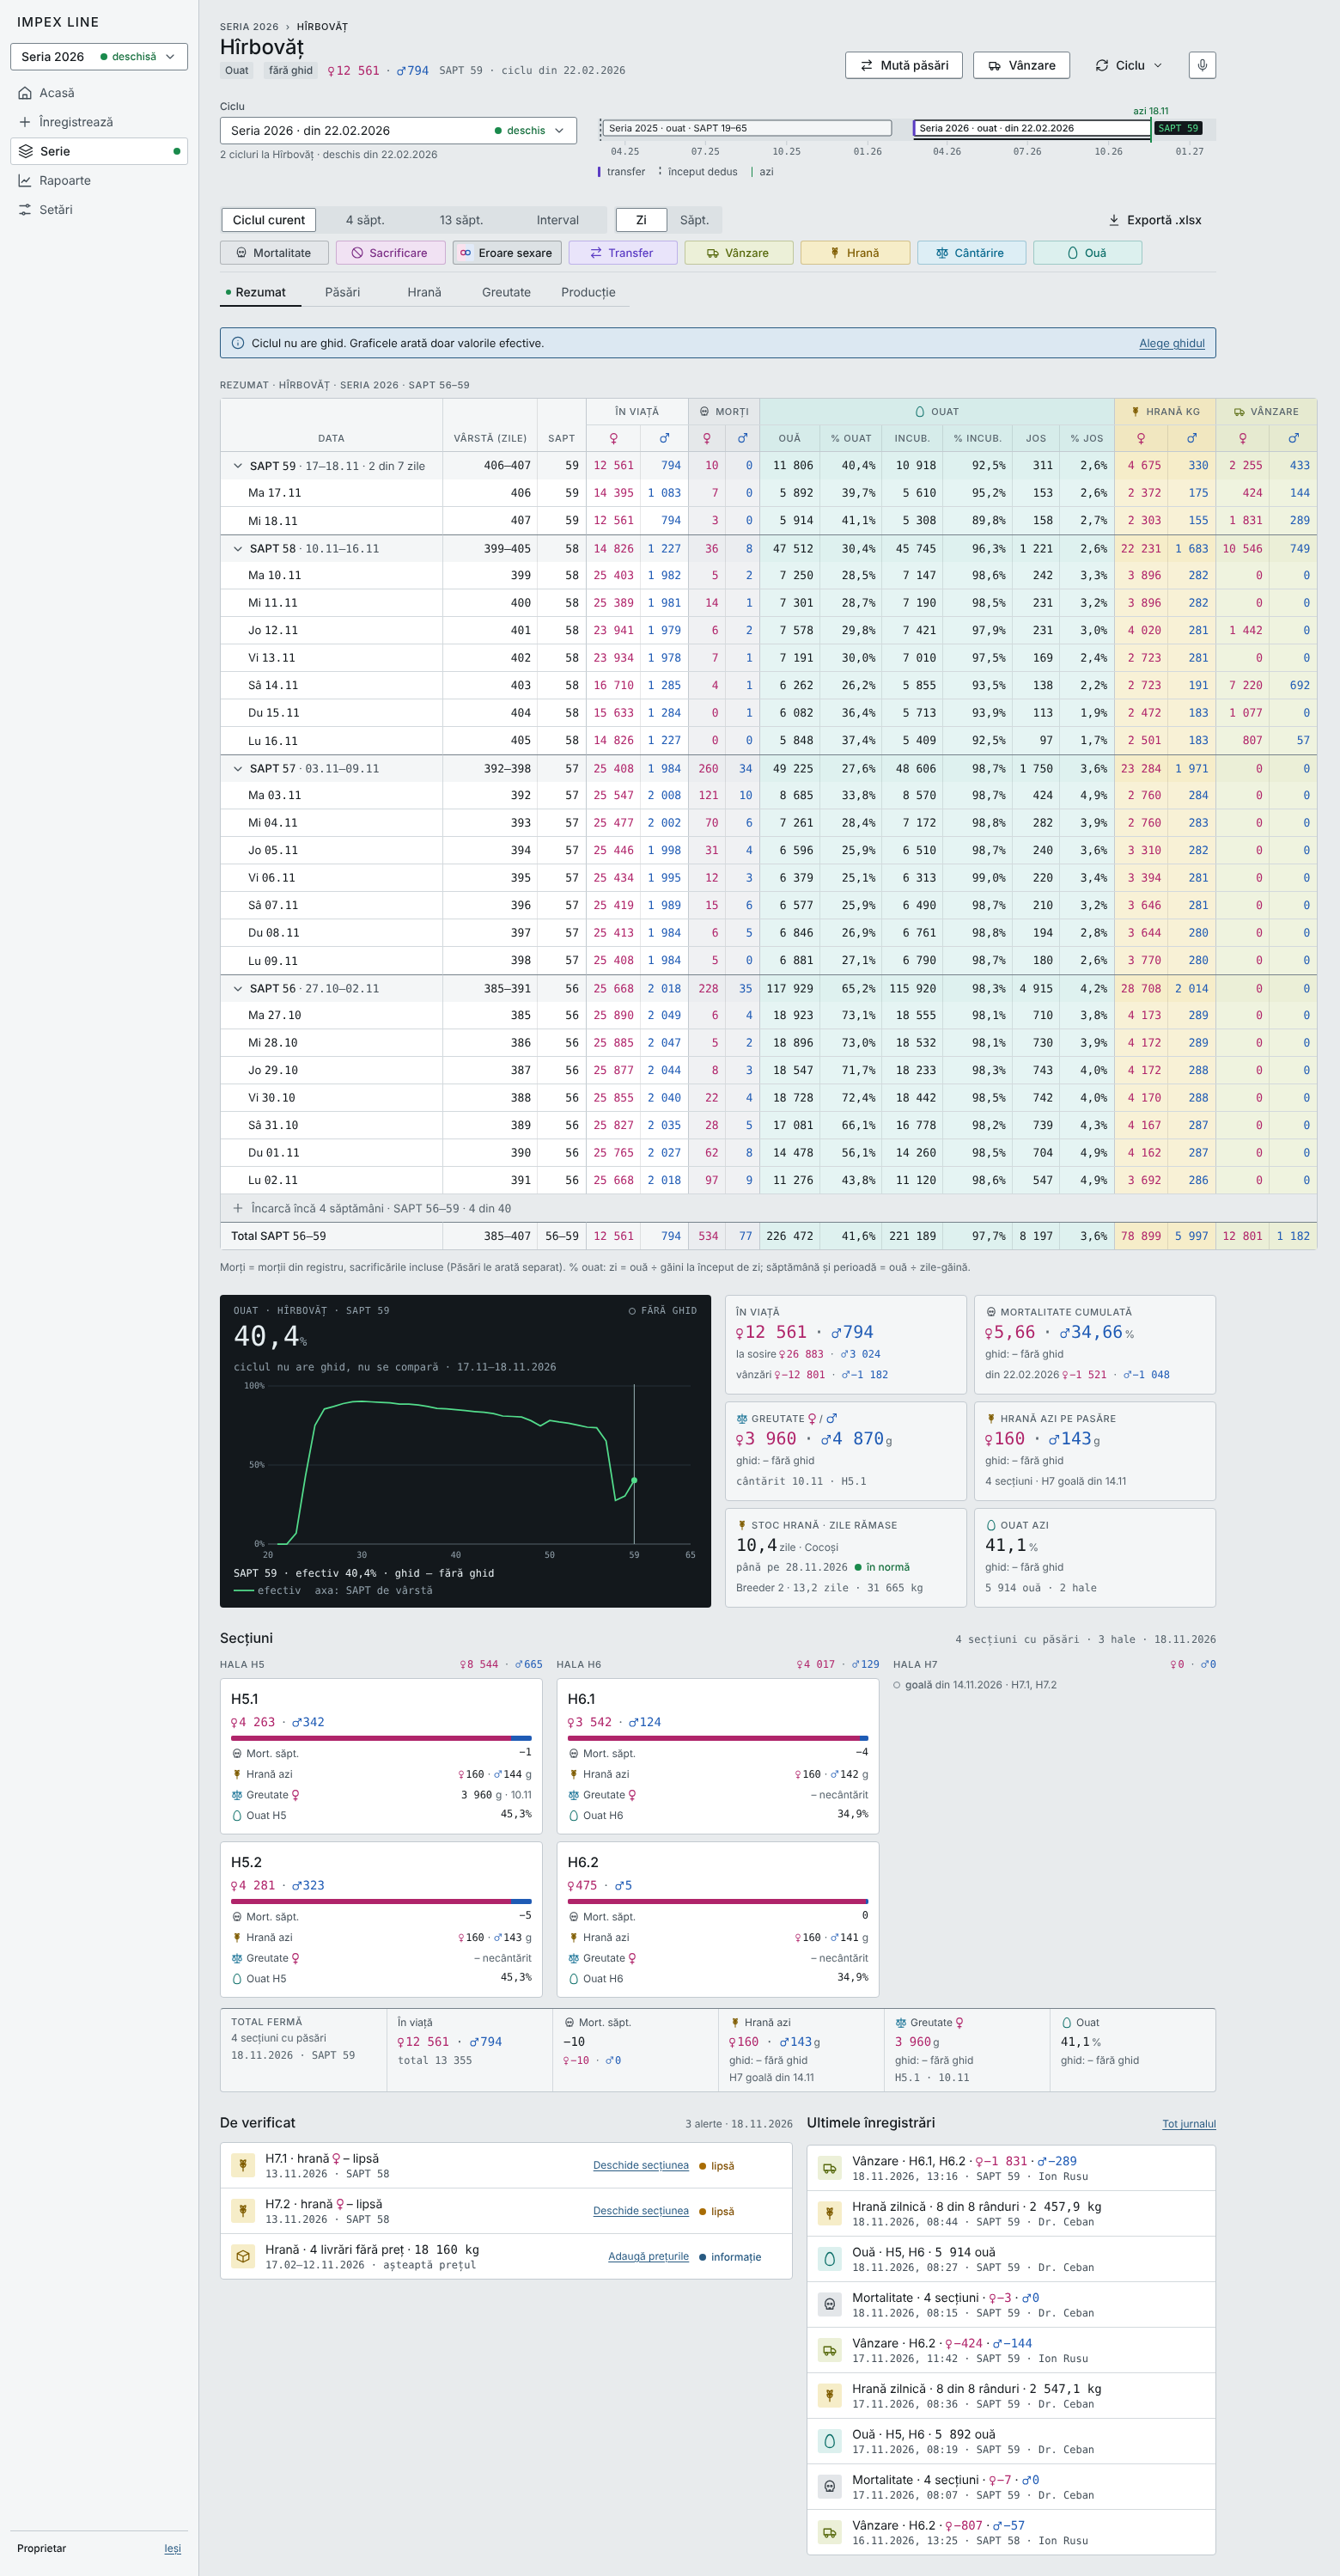 IMPEX LINE
Seria 2026 deschisă
Acasă
Înregistrează
Serie
Rapoarte
Setări
SERIA 2026 › HÎRBOVĂȚ
Hîrbovăț
Ouat fără ghid ♀12 561 · ♂794 SAPT 59 · ciclu din 22.02.2026
Mută păsări Vânzare Ciclu
Ciclu
Seria 2026 · din 22.02.2026 deschis
2 cicluri la Hîrbovăț · deschis din 22.02.2026
azi 18.11
Seria 2025 · ouat · SAPT 19–65 Seria 2026 · ouat · din 22.02.2026 SAPT 59
04.25 07.25 10.25 01.26 04.26 07.26 10.26 01.27
transfer început dedus azi
Ciclul curent 4 săpt. 13 săpt. Interval Zi Săpt. Exportă .xlsx
Mortalitate Sacrificare Eroare sexare Transfer Vânzare Hrană Cântărire Ouă
Rezumat Păsări Hrană Greutate Producție
Ciclul nu are ghid. Graficele arată doar valorile efective. Alege ghidul
REZUMAT · HÎRBOVĂȚ · SERIA 2026 · SAPT 56–59
ÎN VIAȚĂ MORȚI OUAT HRANĂ KG VÂNZARE
DATA VÂRSTĂ (ZILE) SAPT ♀ ♂ ♀ ♂ OUĂ % OUAT INCUB. % INCUB. JOS % JOS ♀ ♂ ♀ ♂
SAPT 59 · 17–18.11 · 2 din 7 zile 406–407 59 12 561 794 10 0 11 806 40,4% 10 918 92,5% 311 2,6% 4 675 330 2 255 433
Ma 17.11 406 59 14 395 1 083 7 0 5 892 39,7% 5 610 95,2% 153 2,6% 2 372 175 424 144
Mi 18.11 407 59 12 561 794 3 0 5 914 41,1% 5 308 89,8% 158 2,7% 2 303 155 1 831 289
SAPT 58 · 10.11–16.11 399–405 58 14 826 1 227 36 8 47 512 30,4% 45 745 96,3% 1 221 2,6% 22 231 1 683 10 546 749
Ma 10.11 399 58 25 403 1 982 5 2 7 250 28,5% 7 147 98,6% 242 3,3% 3 896 282 0 0
Mi 11.11 400 58 25 389 1 981 14 1 7 301 28,7% 7 190 98,5% 231 3,2% 3 896 282 0 0
Jo 12.11 401 58 23 941 1 979 6 2 7 578 29,8% 7 421 97,9% 231 3,0% 4 020 281 1 442 0
Vi 13.11 402 58 23 934 1 978 7 1 7 191 30,0% 7 010 97,5% 169 2,4% 2 723 281 0 0
Sâ 14.11 403 58 16 710 1 285 4 1 6 262 26,2% 5 855 93,5% 138 2,2% 2 723 191 7 220 692
Du 15.11 404 58 15 633 1 284 0 1 6 082 36,4% 5 713 93,9% 113 1,9% 2 472 183 1 077 0
Lu 16.11 405 58 14 826 1 227 0 0 5 848 37,4% 5 409 92,5% 97 1,7% 2 501 183 807 57
SAPT 57 · 03.11–09.11 392–398 57 25 408 1 984 260 34 49 225 27,6% 48 606 98,7% 1 750 3,6% 23 284 1 971 0 0
Ma 03.11 392 57 25 547 2 008 121 10 8 685 33,8% 8 570 98,7% 424 4,9% 2 760 284 0 0
Mi 04.11 393 57 25 477 2 002 70 6 7 261 28,4% 7 172 98,8% 282 3,9% 2 760 283 0 0
Jo 05.11 394 57 25 446 1 998 31 4 6 596 25,9% 6 510 98,7% 240 3,6% 3 310 282 0 0
Vi 06.11 395 57 25 434 1 995 12 3 6 379 25,1% 6 313 99,0% 220 3,4% 3 394 281 0 0
Sâ 07.11 396 57 25 419 1 989 15 6 6 577 25,9% 6 490 98,7% 210 3,2% 3 646 281 0 0
Du 08.11 397 57 25 413 1 984 6 5 6 846 26,9% 6 761 98,8% 194 2,8% 3 644 280 0 0
Lu 09.11 398 57 25 408 1 984 5 0 6 881 27,1% 6 790 98,7% 180 2,6% 3 770 280 0 0
SAPT 56 · 27.10–02.11 385–391 56 25 668 2 018 228 35 117 929 65,2% 115 920 98,3% 4 915 4,2% 28 708 2 014 0 0
Ma 27.10 385 56 25 890 2 049 6 4 18 923 73,1% 18 555 98,1% 710 3,8% 4 173 289 0 0
Mi 28.10 386 56 25 885 2 047 5 2 18 896 73,0% 18 532 98,1% 730 3,9% 4 172 289 0 0
Jo 29.10 387 56 25 877 2 044 8 3 18 547 71,7% 18 233 98,3% 743 4,0% 4 172 288 0 0
Vi 30.10 388 56 25 855 2 040 22 4 18 728 72,4% 18 442 98,5% 742 4,0% 4 170 288 0 0
Sâ 31.10 389 56 25 827 2 035 28 5 17 081 66,1% 16 778 98,2% 739 4,3% 4 167 287 0 0
Du 01.11 390 56 25 765 2 027 62 8 14 478 56,1% 14 260 98,5% 704 4,9% 4 162 287 0 0
Lu 02.11 391 56 25 668 2 018 97 9 11 276 43,8% 11 120 98,6% 547 4,9% 3 692 286 0 0
Încarcă încă 4 săptămâni · SAPT 56–59 · 4 din 40
Total SAPT 56–59 385–407 56–59 12 561 794 534 77 226 472 41,6% 221 189 97,7% 8 197 3,6% 78 899 5 997 12 801 1 182
Morți = morții din registru, sacrificările incluse (Păsări le arată separat). % ouat: zi = ouă ÷ găini la început de zi; săptămână și perioadă = ouă ÷ zile-găină.
OUAT · HÎRBOVĂȚ · SAPT 59 FĂRĂ GHID
40,4%
ciclul nu are ghid, nu se compară · 17.11–18.11.2026
100%
50%
0%
20 30 40 50 59 65
SAPT 59 · efectiv 40,4% · ghid — fără ghid
efectiv axa: SAPT de vârstă
ÎN VIAȚĂ
♀12 561 · ♂794
la sosire ♀26 883 · ♂3 024
vânzări ♀−12 801 · ♂−1 182
MORTALITATE CUMULATĂ
♀5,66 · ♂34,66%
ghid: – fără ghid
din 22.02.2026 ♀−1 521 · ♂−1 048
GREUTATE ♀ / ♂
♀3 960 · ♂4 870g
ghid: – fără ghid
cântărit 10.11 · H5.1
HRANĂ AZI PE PASĂRE
♀160 · ♂143g
ghid: – fără ghid
4 secțiuni · H7 goală din 14.11
STOC HRANĂ · ZILE RĂMASE
10,4 zile · Cocoși
până pe 28.11.2026 în normă
Breeder 2 · 13,2 zile · 31 665 kg
OUAT AZI
41,1%
ghid: – fără ghid
5 914 ouă · 2 hale
Secțiuni 4 secțiuni cu păsări · 3 hale · 18.11.2026
HALA H5 ♀8 544 · ♂665
H5.1
♀4 263 · ♂342
Mort. săpt. −1
Hrană azi ♀160 · ♂144 g
Greutate ♀ 3 960 g · 10.11
Ouat H5 45,3%
H5.2
♀4 281 · ♂323
Mort. săpt. −5
Hrană azi ♀160 · ♂143 g
Greutate ♀ – necântărit
Ouat H5 45,3%
HALA H6 ♀4 017 · ♂129
H6.1
♀3 542 · ♂124
Mort. săpt. −4
Hrană azi ♀160 · ♂142 g
Greutate ♀ – necântărit
Ouat H6 34,9%
H6.2
♀475 · ♂5
Mort. săpt. 0
Hrană azi ♀160 · ♂141 g
Greutate ♀ – necântărit
Ouat H6 34,9%
HALA H7 ♀0 · ♂0
goală din 14.11.2026 · H7.1, H7.2
TOTAL FERMĂ
4 secțiuni cu păsări
18.11.2026 · SAPT 59
În viață
♀12 561 · ♂794
total 13 355
Mort. săpt.
−10
♀−10 · ♂0
Hrană azi
♀160 · ♂143g
ghid: – fără ghid
H7 goală din 14.11
Greutate ♀
3 960g
ghid: – fără ghid
H5.1 · 10.11
Ouat
41,1%
ghid: – fără ghid
De verificat 3 alerte · 18.11.2026
H7.1 · hrană ♀ – lipsă
13.11.2026 · SAPT 58
Deschide secțiunea lipsă
H7.2 · hrană ♀ – lipsă
13.11.2026 · SAPT 58
Deschide secțiunea lipsă
Hrană · 4 livrări fără preț · 18 160 kg
17.02–12.11.2026 · așteaptă prețul
Adaugă prețurile informație
Ultimele înregistrări Tot jurnalul
Vânzare · H6.1, H6.2 · ♀−1 831 · ♂−289
18.11.2026, 13:16 · SAPT 59 · Ion Rusu
Hrană zilnică · 8 din 8 rânduri · 2 457,9 kg
18.11.2026, 08:44 · SAPT 59 · Dr. Ceban
Ouă · H5, H6 · 5 914 ouă
18.11.2026, 08:27 · SAPT 59 · Dr. Ceban
Mortalitate · 4 secțiuni · ♀−3 · ♂0
18.11.2026, 08:15 · SAPT 59 · Dr. Ceban
Vânzare · H6.2 · ♀−424 · ♂−144
17.11.2026, 11:42 · SAPT 59 · Ion Rusu
Hrană zilnică · 8 din 8 rânduri · 2 547,1 kg
17.11.2026, 08:36 · SAPT 59 · Dr. Ceban
Ouă · H5, H6 · 5 892 ouă
17.11.2026, 08:19 · SAPT 59 · Dr. Ceban
Mortalitate · 4 secțiuni · ♀−7 · ♂0
17.11.2026, 08:07 · SAPT 59 · Dr. Ceban
Vânzare · H6.2 · ♀−807 · ♂−57
16.11.2026, 13:25 · SAPT 58 · Ion Rusu
Proprietar Ieși